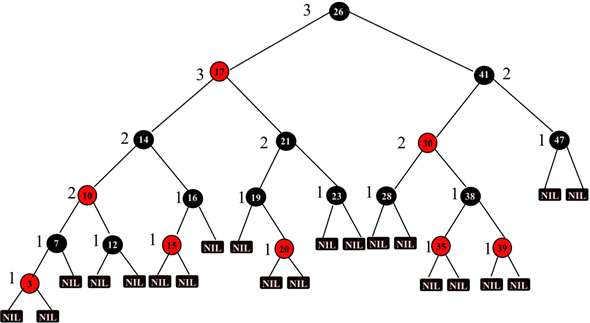 3 26
3 17 41 2
2 14 2 21 2 30 1 47
2 10 1 16 1 19 1 23 1 28 1 38 NIL NIL
1 7 1 12 1 15 NIL NIL 1 20 NIL NIL NIL NIL 1 35 1 39
1 3 NIL NIL NIL NIL NIL NIL NIL NIL NIL NIL NIL
NIL NIL